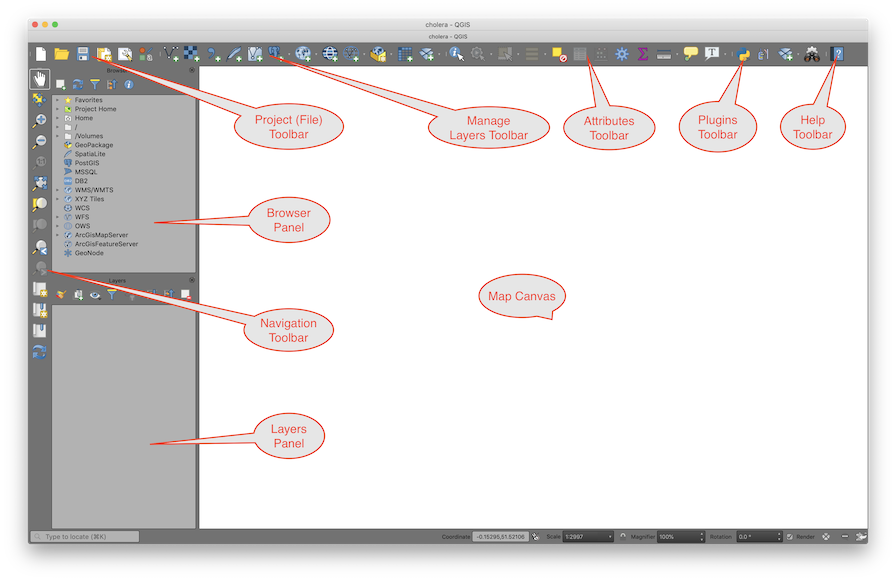 cholera - QGIS
cholera - QGIS
Project (File)
Toolbar
Manage
Layers Toolbar
Attributes
Toolbar
Plugins
Toolbar
Help
Toolbar
Browser
Favorites
Project Home
Home
/
/Volumes
GeoPackage
SpatiaLite
PostGIS
MSSQL
DB2
WMS/WMTS
XYZ Tiles
WCS
WFS
OWS
ArcGisMapServer
ArcGisFeatureServer
GeoNode
Browser
Panel
Map Canvas
Layers
Navigation
Toolbar
Layers
Panel
Type to locate (⌘K)
Coordinate -0.15295,51.52106 Scale 1:2997 Magnifier 100% Rotation 0.0 ° Render